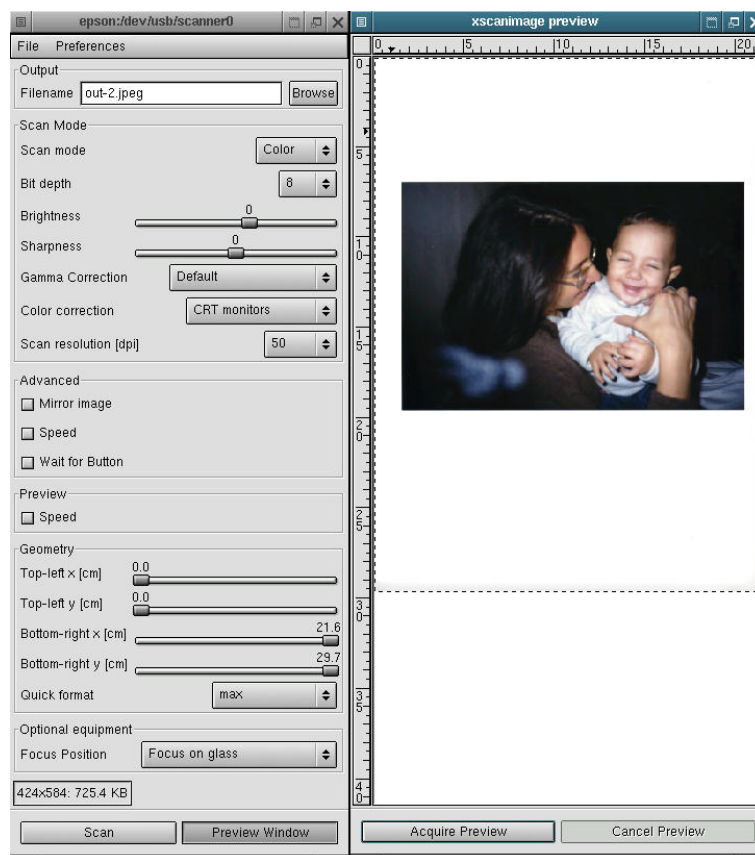 epson:/dev/usb/scanner0
File Preferences
Output
Filename out-2.jpeg Browse
Scan Mode
Scan mode Color
Bit depth 8
Brightness 0
Sharpness 0
Gamma Correction Default
Color correction CRT monitors
Scan resolution [dpi] 50
Advanced
Mirror image
Speed
Wait for Button
Preview
Speed
Geometry
Top-left x [cm] 0.0
Top-left y [cm] 0.0
Bottom-right x [cm] 21.6
Bottom-right y [cm] 29.7
Quick format max
Optional equipment
Focus Position Focus on glass
424x584: 725.4 KB
Scan Preview Window
xscanimage preview
0 5 10 15 20
0
5
10
15
20
25
30
35
40
Acquire Preview Cancel Preview